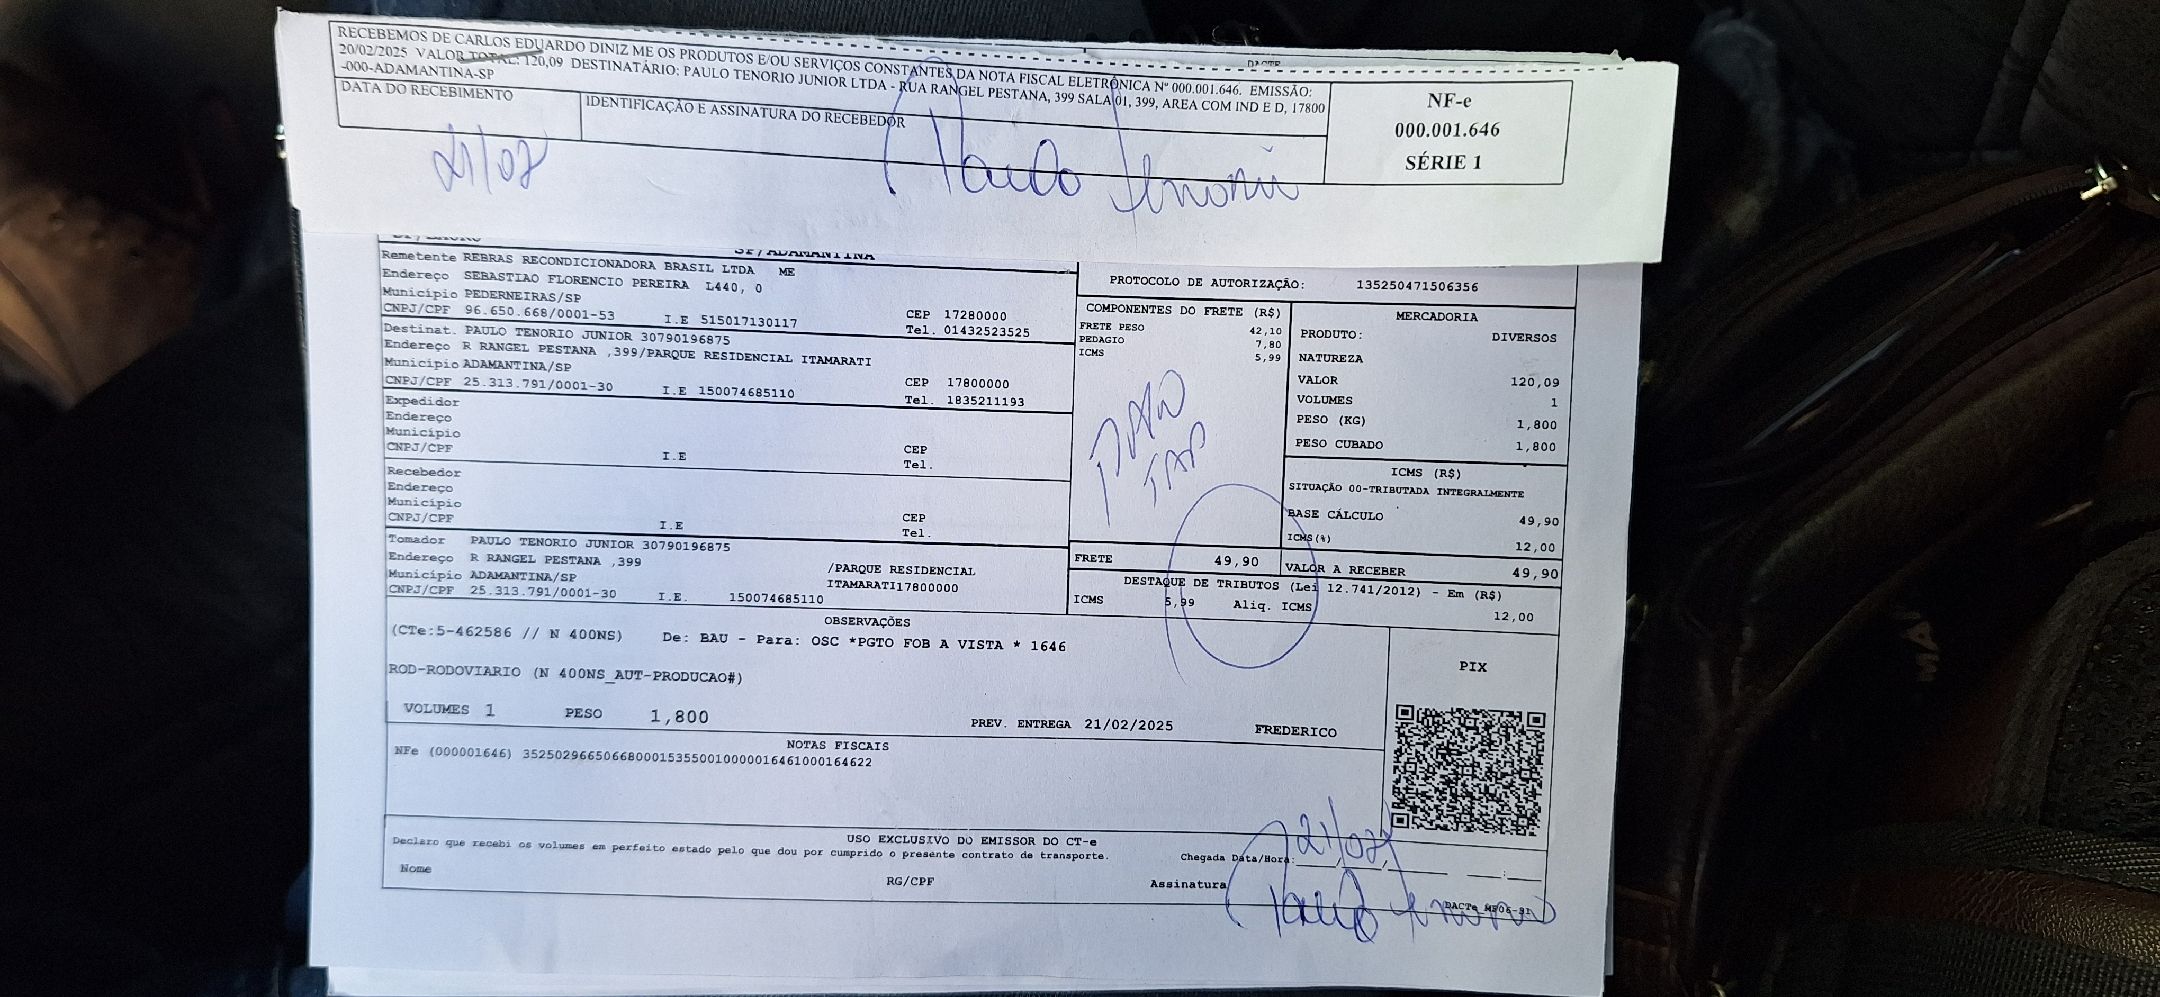 RECEBEMOS DE CARLOS EDUARDO DINIZ ME OS PRODUTOS E/OU SERVIÇOS CONSTANTES DA NOTA FISCAL ELETRÔNICA Nº 000.001.646. EMISSÃO:
20/02/2025 VALOR TOTAL: 120,09 DESTINATÁRIO: PAULO TENORIO JUNIOR LTDA - RUA RANGEL PESTANA, 399 SALA 01, 399, AREA COM IND E D, 17800
-000-ADAMANTINA-SP
DATA DO RECEBIMENTO
IDENTIFICAÇÃO E ASSINATURA DO RECEBEDOR
21/02
Paulo Tenorio
NF-e
000.001.646
SÉRIE 1
DACTE
SP/ADAMANTINA
Remetente REBRAS RECONDICIONADORA BRASIL LTDA ME
Endereço SEBASTIAO FLORENCIO PEREIRA L440, 0
Município PEDERNEIRAS/SP
CNPJ/CPF 96.650.668/0001-53 I.E 515017130117 CEP 17280000
Tel. 01432523525
Destinat. PAULO TENORIO JUNIOR 30790196875
Endereço R RANGEL PESTANA ,399/PARQUE RESIDENCIAL ITAMARATI
Município ADAMANTINA/SP
CNPJ/CPF 25.313.791/0001-30 I.E 150074685110 CEP 17800000
Tel. 1835211193
Expedidor
Endereço
Município
CNPJ/CPF I.E CEP
Tel.
Recebedor
Endereço
Município
CNPJ/CPF I.E CEP
Tel.
Tomador PAULO TENORIO JUNIOR 30790196875
Endereço R RANGEL PESTANA ,399 /PARQUE RESIDENCIAL
Município ADAMANTINA/SP ITAMARATI17800000
CNPJ/CPF 25.313.791/0001-30 I.E. 150074685110
PROTOCOLO DE AUTORIZAÇÃO: 135250471506356
COMPONENTES DO FRETE (R$)
FRETE PESO 42,10
PEDAGIO 7,80
ICMS 5,99
FRETE 49,90
MERCADORIA
PRODUTO: DIVERSOS
NATUREZA
VALOR 120,09
VOLUMES 1
PESO (KG) 1,800
PESO CUBADO 1,800
ICMS (R$)
SITUAÇÃO 00-TRIBUTADA INTEGRALMENTE
BASE CÁLCULO 49,90
ICMS(%) 12,00
VALOR A RECEBER 49,90
DESTAQUE DE TRIBUTOS (Lei 12.741/2012) - Em (R$)
ICMS 5,99 Aliq. ICMS 12,00
OBSERVAÇÕES
(CTe:5-462586 // N 400NS) De: BAU - Para: OSC *PGTO FOB A VISTA * 1646
ROD-RODOVIARIO (N 400NS_AUT-PRODUCAO#)
VOLUMES 1 PESO 1,800 PREV. ENTREGA 21/02/2025 FREDERICO
PIX
NOTAS FISCAIS
NFe (000001646) 35250296650668000153550010000016461000164622
USO EXCLUSIVO DO EMISSOR DO CT-e
Declaro que recebi os volumes em perfeito estado pelo que dou por cumprido o presente contrato de transporte.
Chegada Data/Hora: 21/02
Nome RG/CPF Assinatura Paulo Tenorio